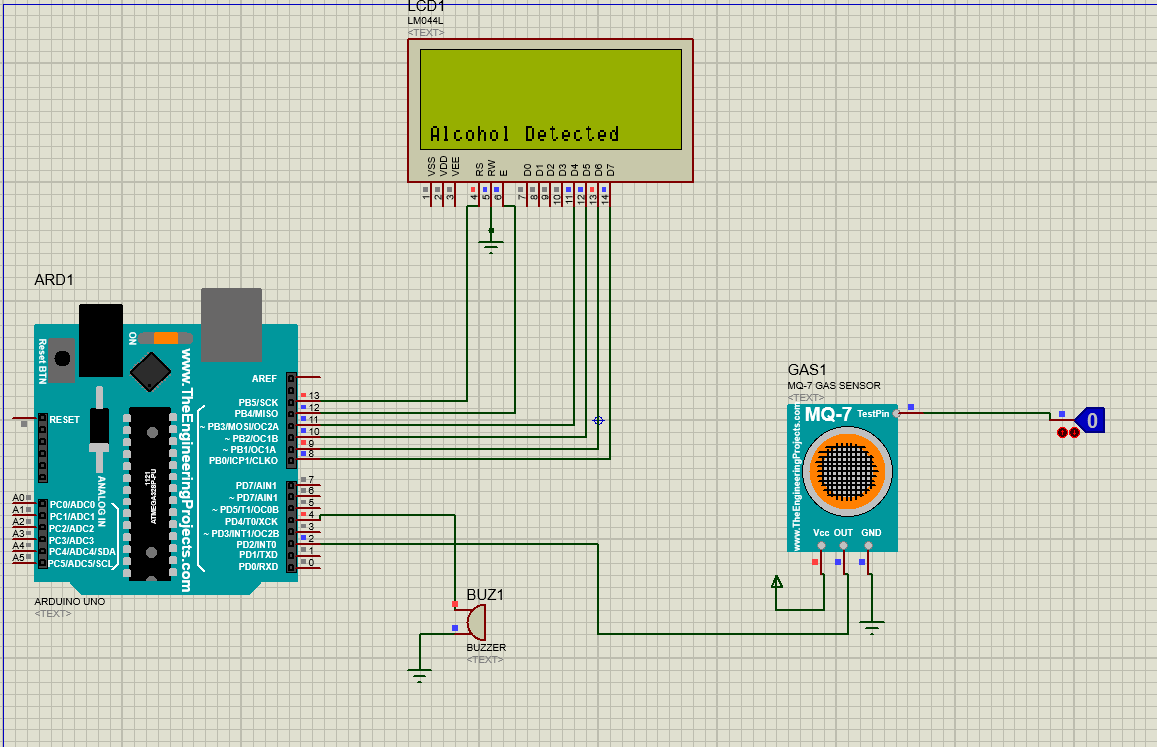 LCD1
LM044L
<TEXT>
Alcohol Detected
VSS
VDD
VEE
RS
RW
E
D0
D1
D2
D3
D4
D5
D6
D7
1
2
3
4
5
6
7
8
9
10
11
12
13
14
ARD1
Reset BTN
ON
www.TheEngineeringProjects.com
AREF
PB5/SCK 13
PB4/MISO 12
~ PB3/MOSI/OC2A 11
~ PB2/OC1B 10
~ PB1/OC1A 9
PB0/ICP1/CLKO 8
RESET
1121
ATMEGA328P-PU
ANALOG IN
PD7/AIN1 7
~ PD7/AIN1 6
~ PD5/T1/OC0B 5
PD4/T0/XCK 4
~ PD3/INT1/OC2B 3
PD2/INT0 2
PD1/TXD 1
PD0/RXD 0
A0 PC0/ADC0
A1 PC1/ADC1
A2 PC2/ADC2
A3 PC3/ADC3
A4 PC4/ADC4/SDA
A5 PC5/ADC5/SCL
ARDUINO UNO
<TEXT>
BUZ1
BUZZER
<TEXT>
GAS1
MQ-7 GAS SENSOR
<TEXT>
MQ-7 TestPin
www.TheEngineeringProjects.com
Vcc OUT GND
0